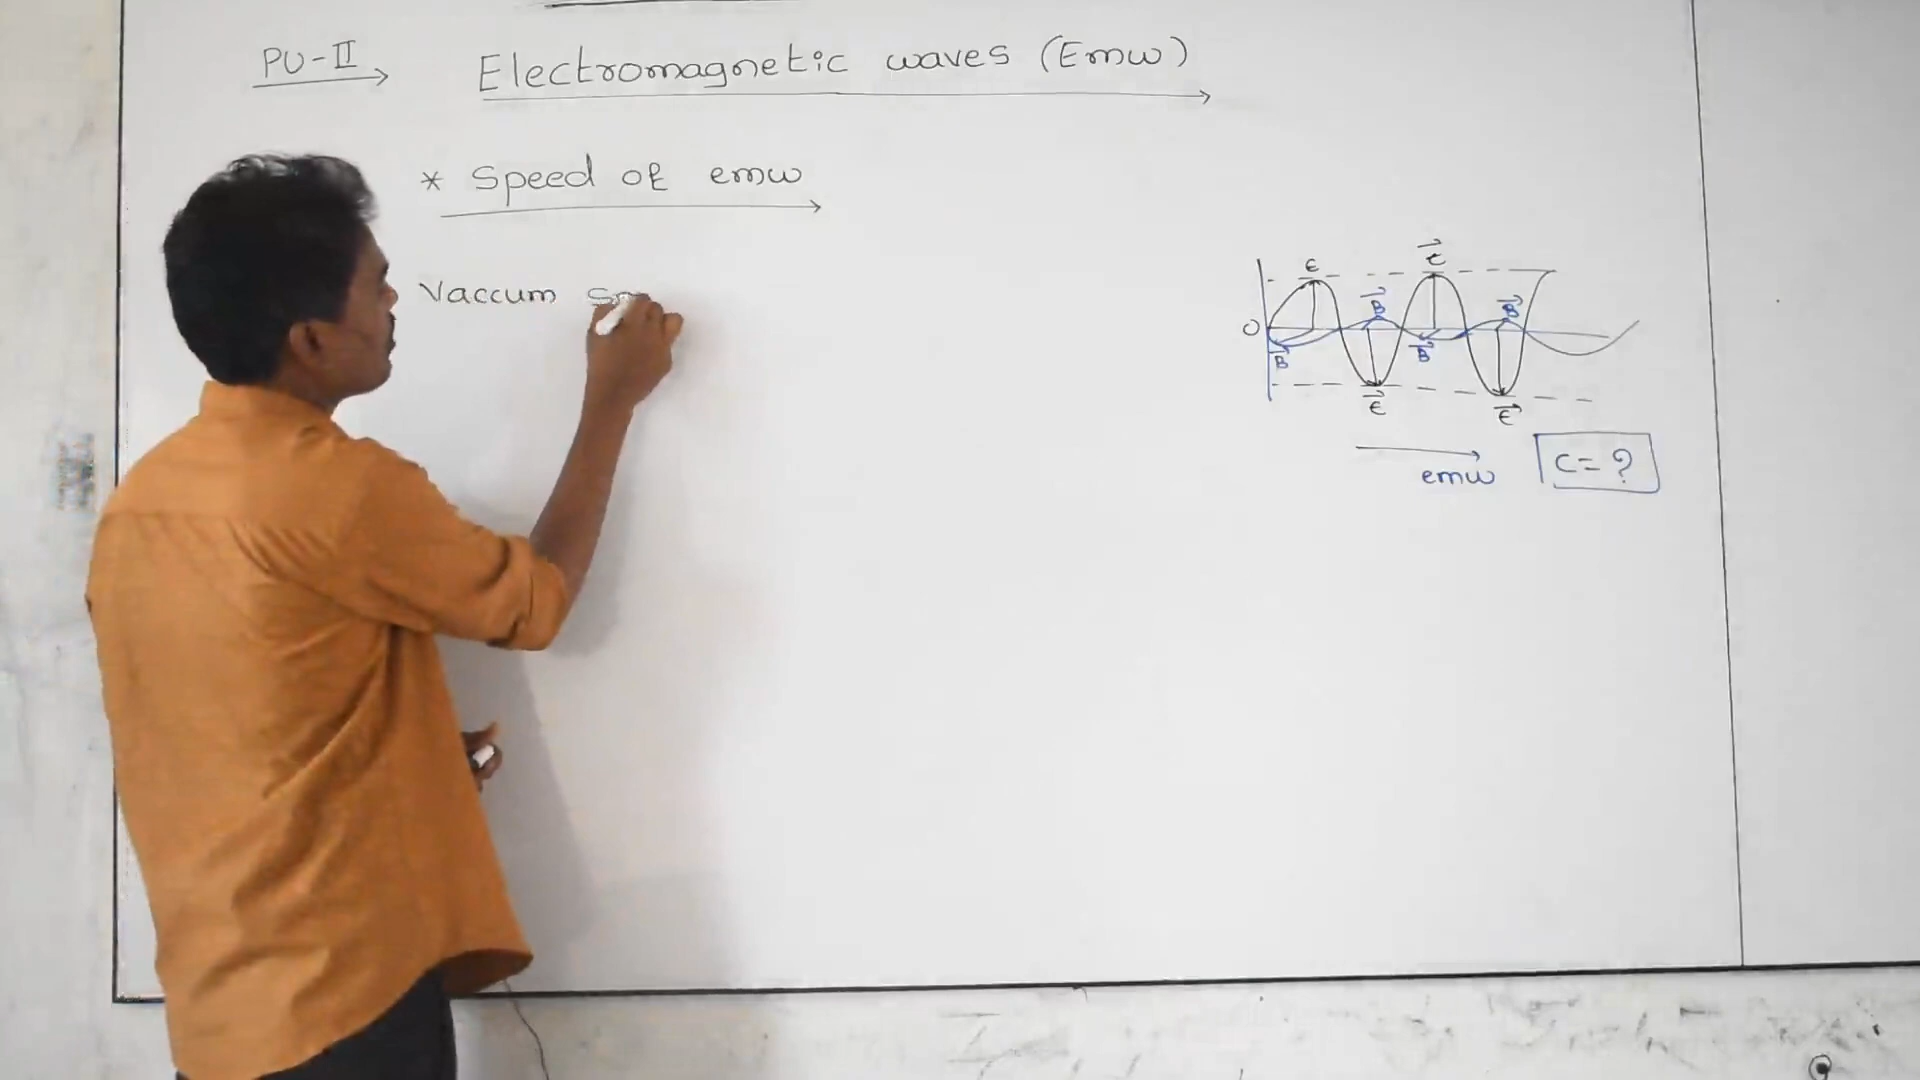 PU-II
Electromagnetic waves (Emw)
* Speed of emw
Vaccum
E
E
B
B
O
B
B
E
E
emw
C=?